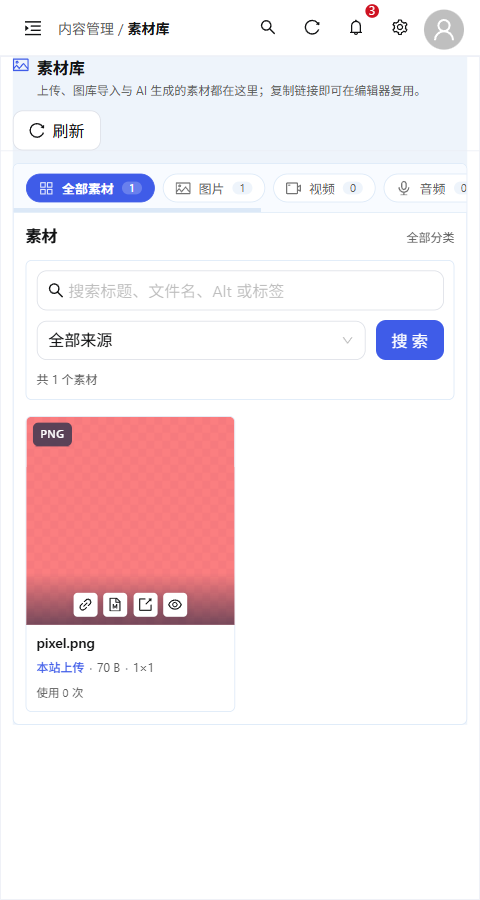 内容管理 / 素材库
3
素材库
上传、图库导入与 AI 生成的素材都在这里；复制链接即可在编辑器复用。
刷新
全部素材 1
图片 1
视频 0
音频 0
素材
全部分类
搜索标题、文件名、Alt 或标签
全部来源
搜 索
共 1 个素材
PNG
pixel.png
本站上传 · 70 B · 1×1
使用 0 次